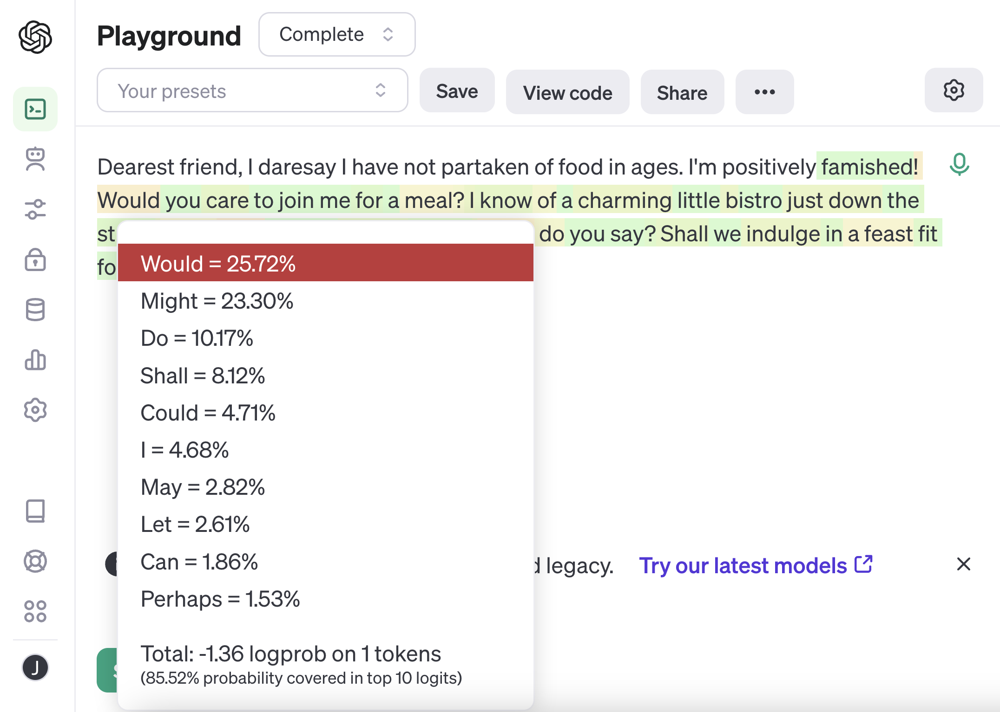 Playground
Complete
Your presets
Save
View code
Share
Dearest friend, I daresay I have not partaken of food in ages. I'm positively famished!
Would you care to join me for a meal? I know of a charming little bistro just down the
st do you say? Shall we indulge in a feast fit
fo
Would = 25.72%
Might = 23.30%
Do = 10.17%
Shall = 8.12%
Could = 4.71%
I = 4.68%
May = 2.82%
Let = 2.61%
Can = 1.86%
Perhaps = 1.53%
d legacy. Try our latest models
Total: -1.36 logprob on 1 tokens
(85.52% probability covered in top 10 logits)
J